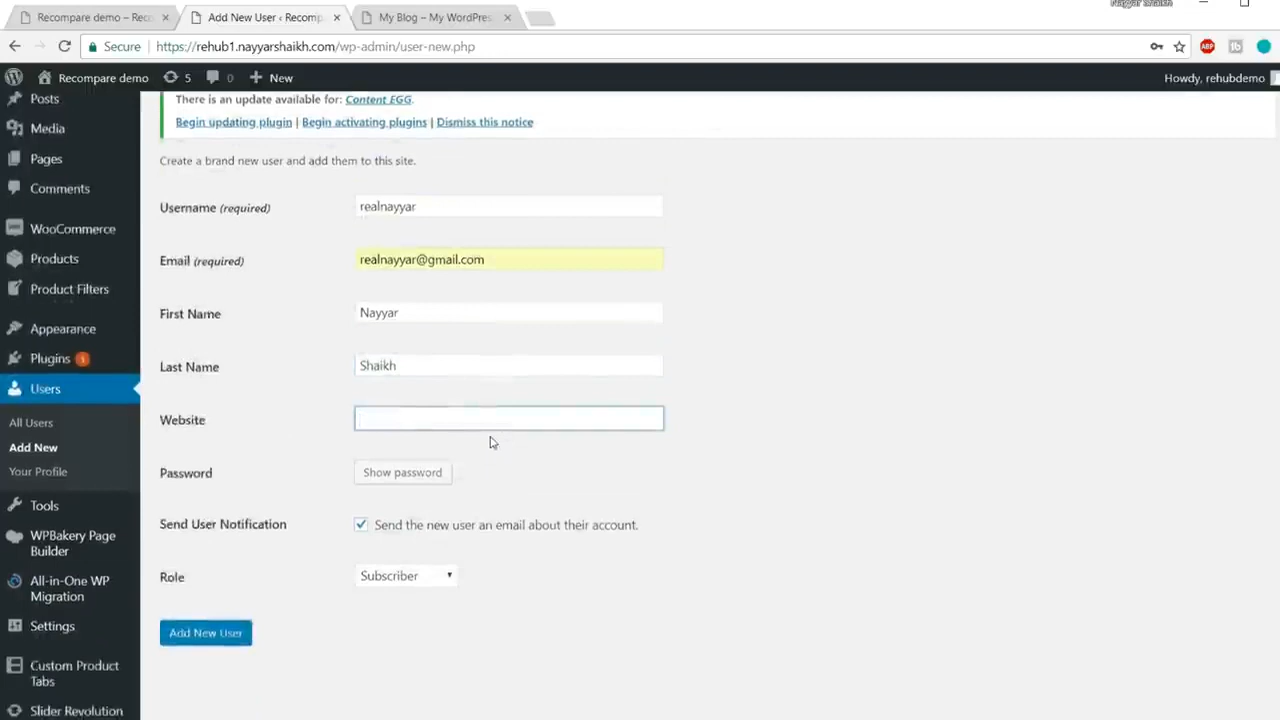 Nayyar Shaikh
Recompare demo – Reco
Add New User ‹ Recomp
My Blog – My WordPres
Secure https://rehub1.nayyarshaikh.com/wp-admin/user-new.php
ABP
Recompare demo 5 0 New
Howdy, rehubdemo
Posts
Media
Pages
Comments
WooCommerce
Products
Product Filters
Appearance
Plugins 1
Users
All Users
Add New
Your Profile
Tools
WPBakery Page
Builder
All-in-One WP
Migration
Settings
Custom Product
Tabs
Slider Revolution
There is an update available for: Content EGG.
Begin updating plugin | Begin activating plugins | Dismiss this notice
Create a brand new user and add them to this site.
Username (required) realnayyar
Email (required) realnayyar@gmail.com
First Name Nayyar
Last Name Shaikh
Website
Password Show password
Send User Notification Send the new user an email about their account.
Role Subscriber
Add New User